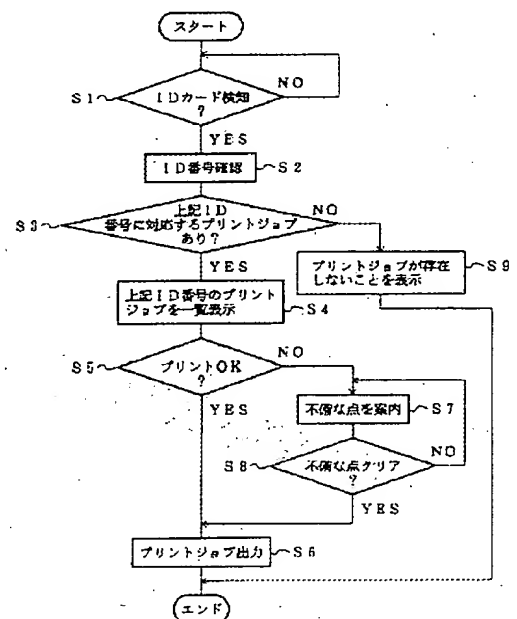 スタート
S1
IDカード検知
?
NO
YES
ID番号確認
S2
S3
上記ID
番号に対応するプリントジョブ
あり?
NO
YES
プリントジョブが存在
しないことを表示
S9
上記ID番号のプリント
ジョブを一覧表示
S4
S5
プリントOK
?
NO
YES
不備な点を案内
S7
S8
不備な点クリア
?
NO
YES
プリントジョブ出力
S6
エンド